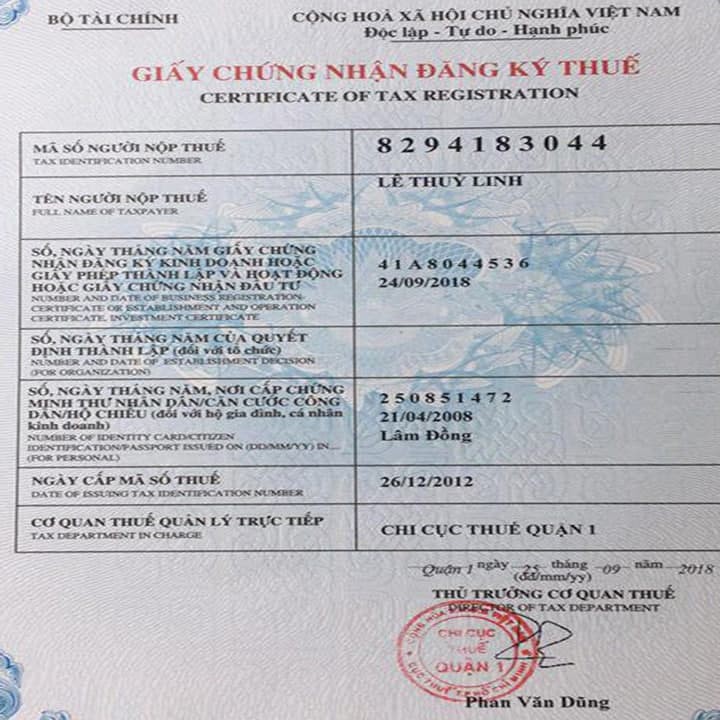 BỘ TÀI CHÍNH
CỘNG HOÀ XÃ HỘI CHỦ NGHĨA VIỆT NAM
Độc lập - Tự do - Hạnh phúc
GIẤY CHỨNG NHẬN ĐĂNG KÝ THUẾ
CERTIFICATE OF TAX REGISTRATION
MÃ SỐ NGƯỜI NỘP THUẾ
TAX IDENTIFICATION NUMBER
8294183044
TÊN NGƯỜI NỘP THUẾ
FULL NAME OF TAXPAYER
LÊ THUỲ LINH
SỐ, NGÀY THÁNG NĂM GIẤY CHỨNG
NHẬN ĐĂNG KÝ KINH DOANH HOẶC
GIẤY PHÉP THÀNH LẬP VÀ HOẠT ĐỘNG
HOẶC GIẤY CHỨNG NHẬN ĐẦU TƯ
NUMBER AND DATE OF BUSINESS REGISTRATION
CERTIFICATE OR ESTABLISHMENT AND OPERATION
CERTIFICATE, INVESTMENT CERTIFICATE
41A8044536
24/09/2018
SỐ, NGÀY THÁNG NĂM CỦA QUYẾT
ĐỊNH THÀNH LẬP (đối với tổ chức)
NUMBER AND DATE OF ESTABLISHMENT DECISION
(FOR ORGANIZATION)
SỐ, NGÀY THÁNG NĂM, NƠI CẤP CHỨNG
MINH THƯ NHÂN DÂN/CĂN CƯỚC CÔNG
DÂN/HỘ CHIẾU (đối với hộ gia đình, cá nhân
kinh doanh)
NUMBER OF IDENTITY CARD/CITIZEN
IDENTIFICATION/PASSPORT ISSUED ON (DD/MM/YY) IN...
(FOR PERSONAL)
250851472
21/04/2008
Lâm Đồng
NGÀY CẤP MÃ SỐ THUẾ
DATE OF ISSUING TAX IDENTIFICATION NUMBER
26/12/2012
CƠ QUAN THUẾ QUẢN LÝ TRỰC TIẾP
TAX DEPARTMENT IN CHARGE
CHI CỤC THUẾ QUẬN 1
Quận 1 ngày 25 tháng 09 năm 2018
(dd/mm/yy)
THỦ TRƯỞNG CƠ QUAN THUẾ
DIRECTOR OF TAX DEPARTMENT
CHI CỤC
THUẾ
QUẬN 1
Phan Văn Dũng